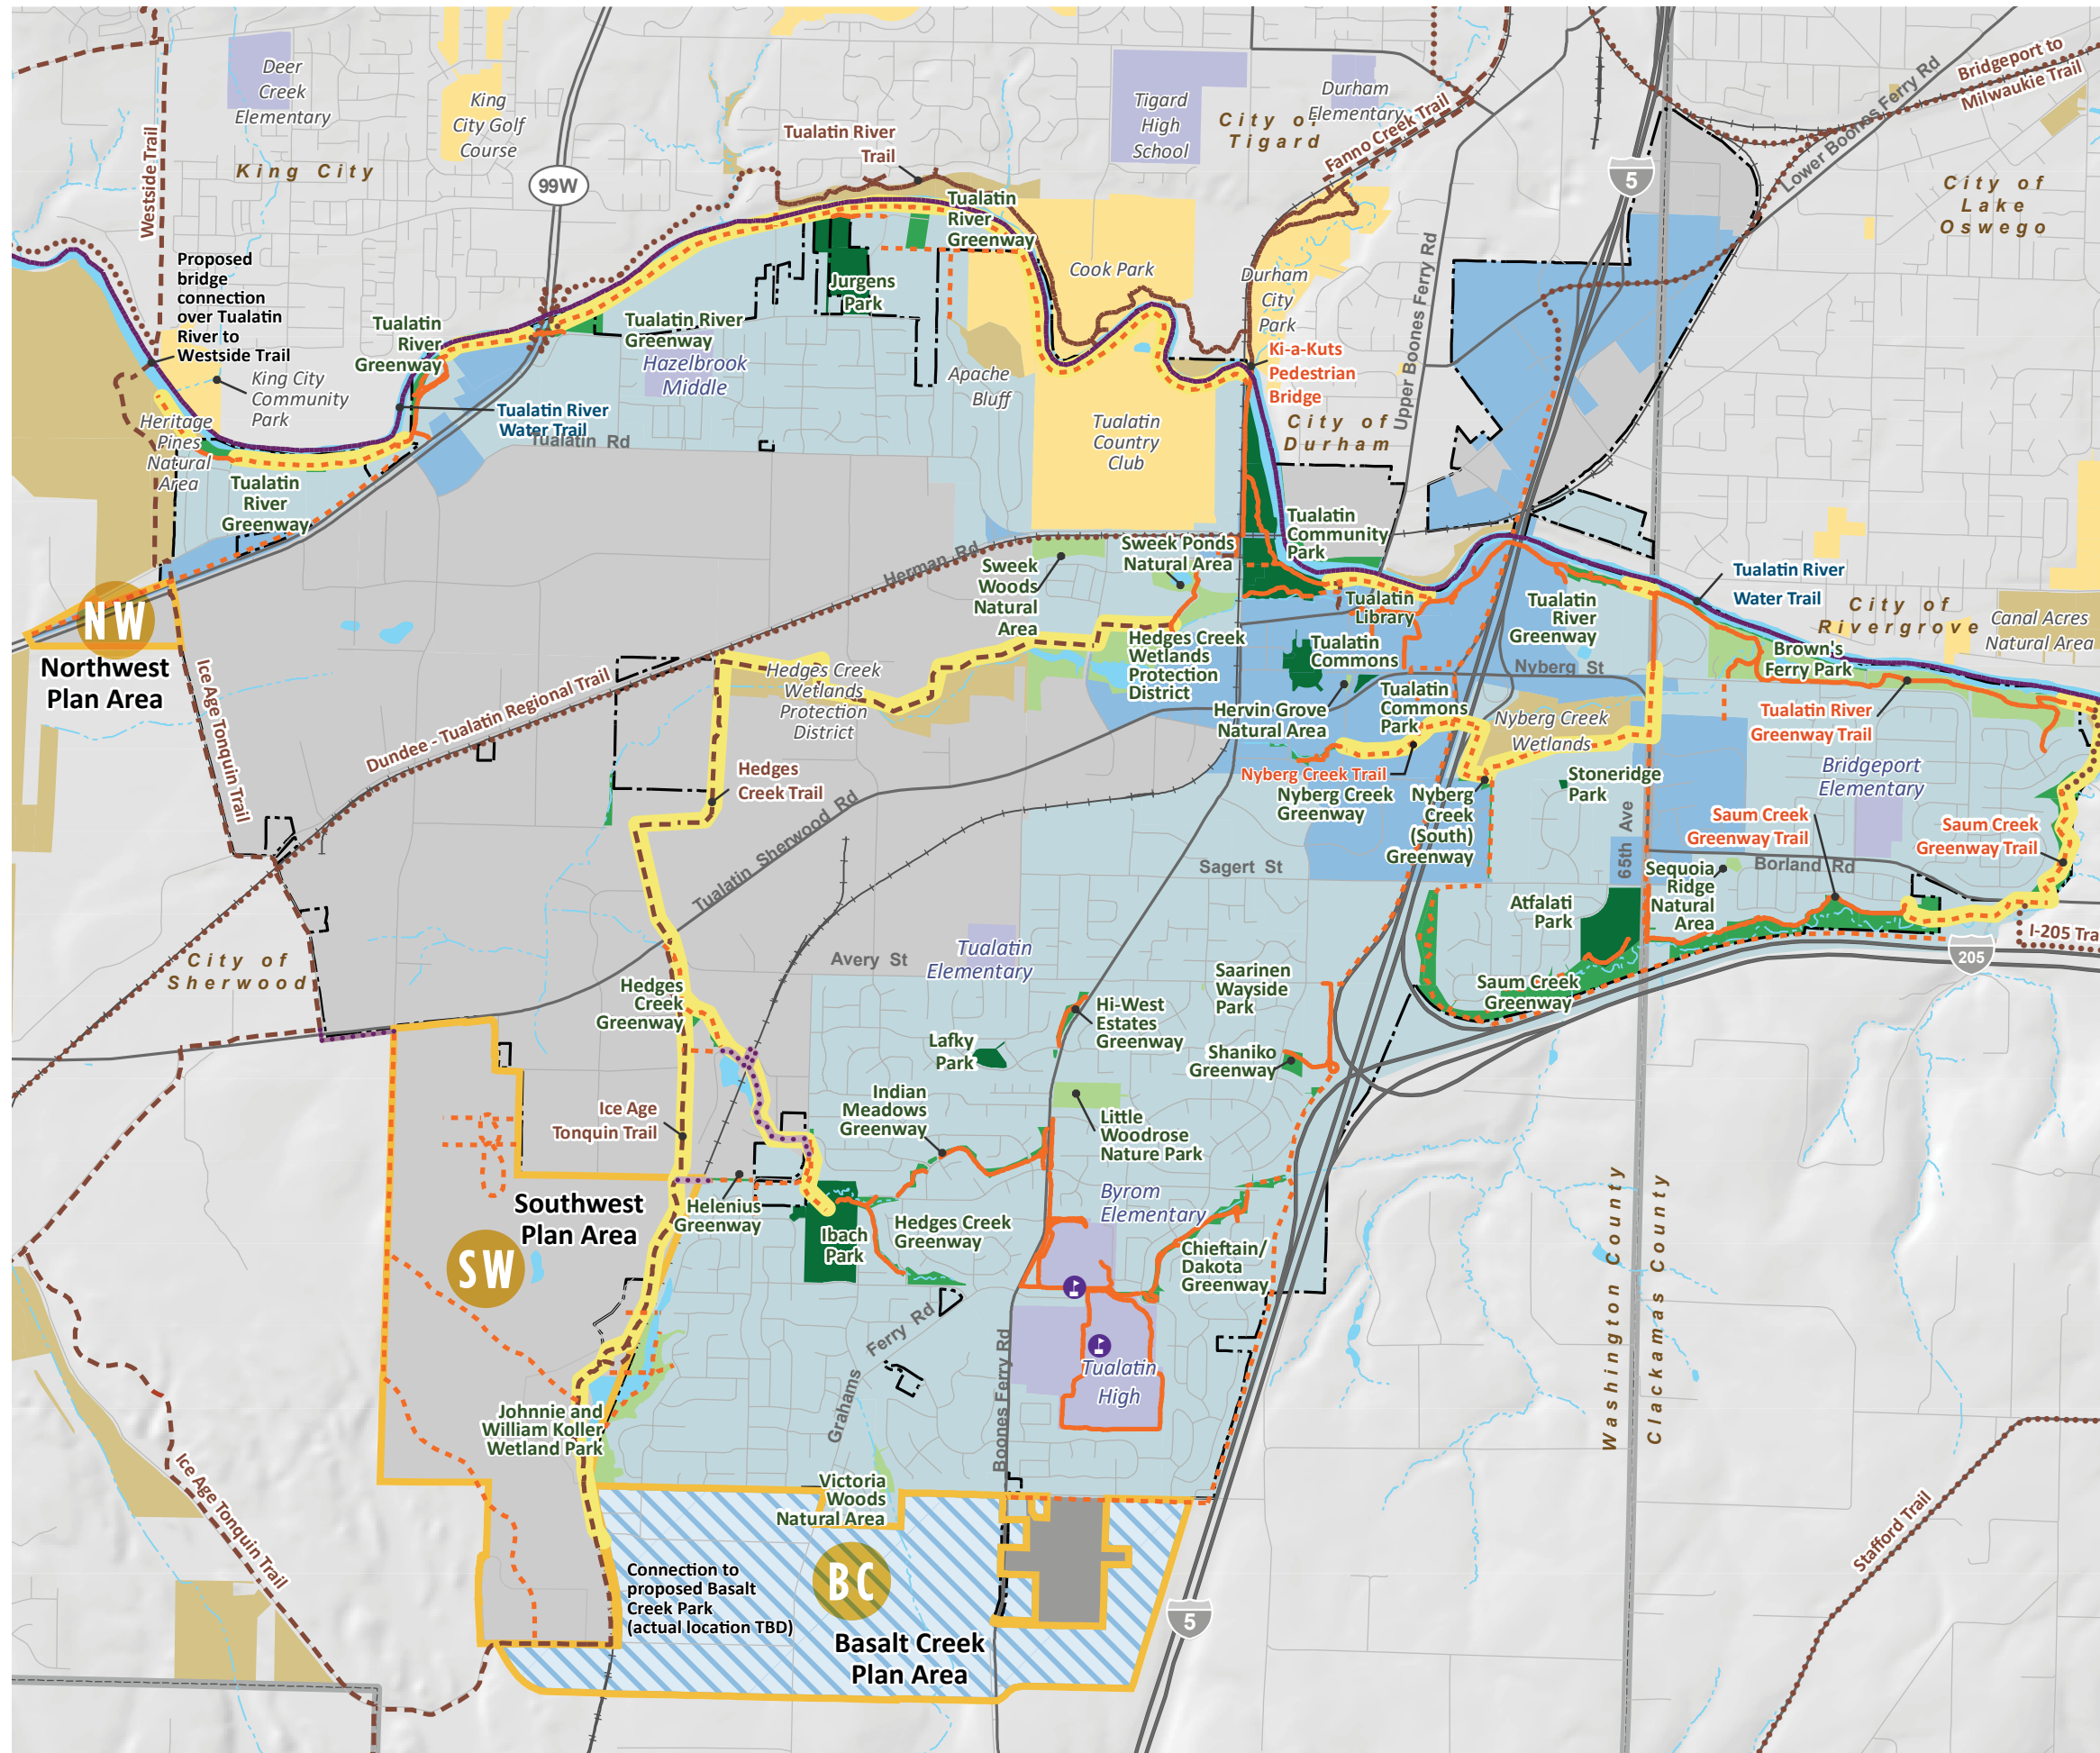 Deer
Creek
Elementary
King
City Golf
Course
King City
Westside Trail
99W
Tualatin River
Trail
Tigard
High
School
City of
Tigard
Durham
Elementary
Fanno Creek Trail
5
Bridgeport to
Milwaukie Trail
Lower Boones Ferry Rd
City of
Lake
Oswego
Proposed
bridge
connection
over Tualatin
River to
Westside Trail
King City
Community
Park
Heritage
Pines
Natural
Area
Tualatin
River
Greenway
Tualatin
River
Greenway
Tualatin River
Water Trail
Tualatin Rd
Tualatin River
Greenway
Hazelbrook
Middle
Jurgens
Park
Tualatin
River
Greenway
Apache
Bluff
Cook Park
Tualatin
Country
Club
Durham
City
Park
Ki-a-Kuts
Pedestrian
Bridge
City of
Durham
Upper Boones Ferry Rd
Tualatin
Community
Park
Sweek Ponds
Natural Area
Sweek
Woods
Natural
Area
Herman Rd
Tualatin
Library
Tualatin
River
Greenway
Tualatin River
Water Trail
City of
Rivergrove
Canal Acres
Natural Area
Brown's
Ferry Park
Nyberg St
Tualatin River
Greenway Trail
NW
Northwest
Plan Area
Ice Age Tonquin Trail
Dundee - Tualatin Regional Trail
Hedges Creek
Wetlands
Protection
District
Hedges Creek
Wetlands
Protection
District
Tualatin
Commons
Hervin Grove
Natural Area
Tualatin
Commons
Park
Nyberg Creek
Wetlands
Nyberg Creek Trail
Nyberg Creek
Greenway
Nyberg
Creek
(South)
Greenway
Stoneridge
Park
65th Ave
Bridgeport
Elementary
Saum Creek
Greenway Trail
Saum Creek
Greenway Trail
Borland Rd
Sequoia
Ridge
Natural
Area
Atfalati
Park
Saum Creek
Greenway
I-205 Tra
205
Hedges
Creek Trail
Tualatin Sherwood Rd
Sagert St
Avery St
Tualatin
Elementary
City of
Sherwood
Hedges
Creek
Greenway
Saarinen
Wayside
Park
Hi-West
Estates
Greenway
Lafky
Park
Shaniko
Greenway
Indian
Meadows
Greenway
Little
Woodrose
Nature Park
Ice Age
Tonquin Trail
Byrom
Elementary
Southwest
Plan Area
SW
Helenius
Greenway
Ibach
Park
Hedges Creek
Greenway
Chieftain/
Dakota
Greenway
Washington County
Clackamas County
Grahams Ferry Rd
Boones Ferry Rd
Tualatin
High
Johnnie and
William Koller
Wetland Park
Victoria
Woods
Natural Area
Ice Age Tonquin Trail
Connection to
proposed Basalt
Creek Park
(actual location TBD)
BC
Basalt Creek
Plan Area
5
Stafford Trail